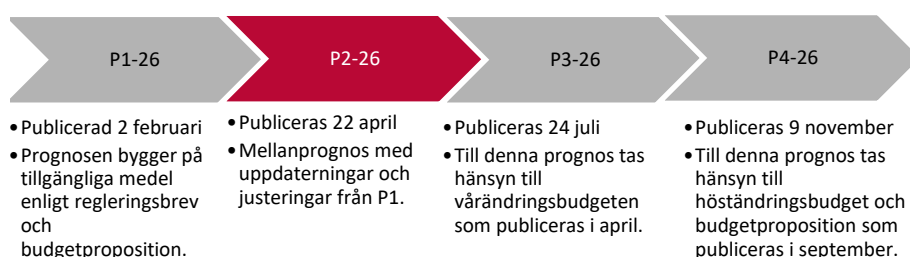 P1-26
P2-26
P3-26
P4-26
• Publicerad 2 februari
• Prognosen bygger på
tillgängliga medel
enligt regleringsbrev
och
budgetproposition.
• Publiceras 22 april
• Mellanprognos med
uppdaterningar och
justeringar från P1.
• Publiceras 24 juli
• Till denna prognos tas
hänsyn till
vårändringsbudgeten
som publiceras i april.
• Publiceras 9 november
• Till denna prognos tas
hänsyn till
höständringsbudget och
budgetproposition som
publiceras i september.